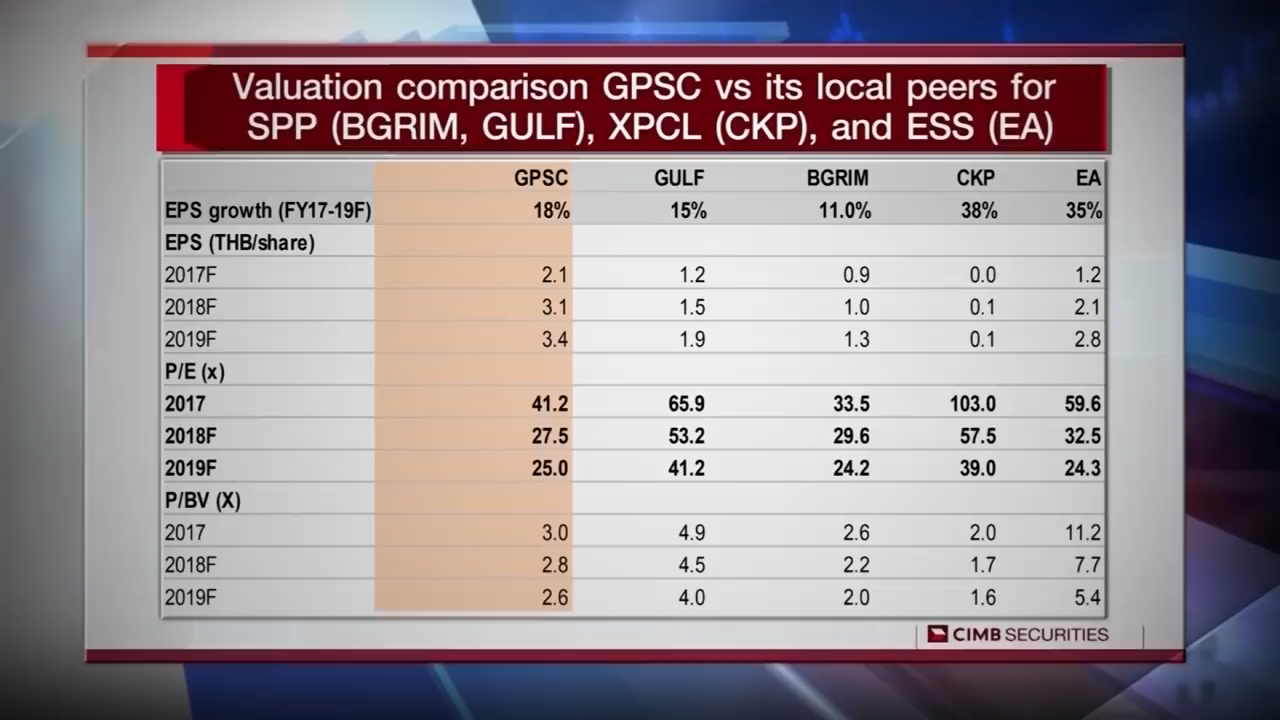 Valuation comparison GPSC vs its local peers for
SPP (BGRIM, GULF), XPCL (CKP), and ESS (EA)
GPSC GULF BGRIM CKP EA
EPS growth (FY17-19F) 18% 15% 11.0% 38% 35%
EPS (THB/share)
2017F 2.1 1.2 0.9 0.0 1.2
2018F 3.1 1.5 1.0 0.1 2.1
2019F 3.4 1.9 1.3 0.1 2.8
P/E (x)
2017 41.2 65.9 33.5 103.0 59.6
2018F 27.5 53.2 29.6 57.5 32.5
2019F 25.0 41.2 24.2 39.0 24.3
P/BV (X)
2017 3.0 4.9 2.6 2.0 11.2
2018F 2.8 4.5 2.2 1.7 7.7
2019F 2.6 4.0 2.0 1.6 5.4
CIMB SECURITIES